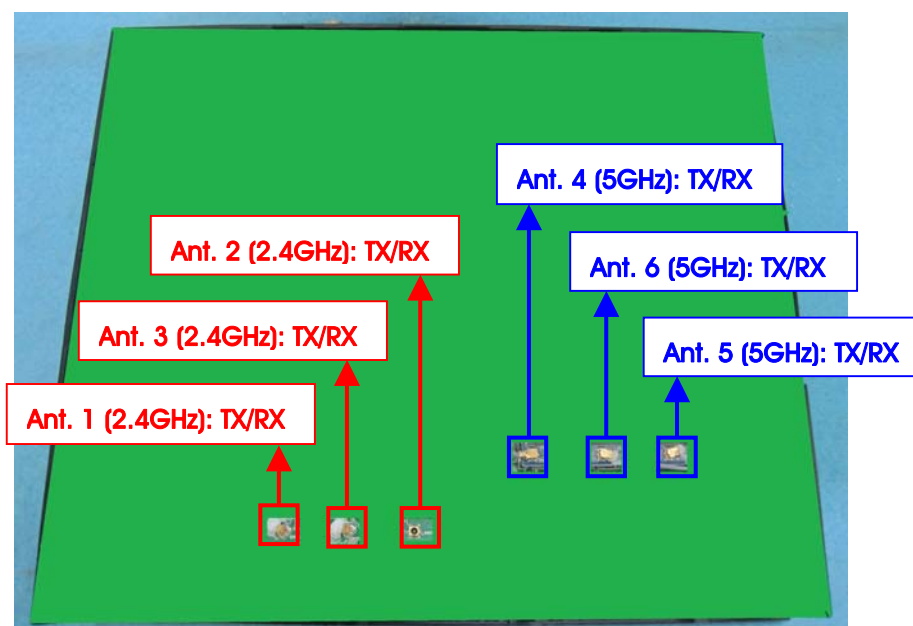 Ant. 4 (5GHz): TX/RX
Ant. 2 (2.4GHz): TX/RX
Ant. 6 (5GHz): TX/RX
Ant. 3 (2.4GHz): TX/RX
Ant. 5 (5GHz): TX/RX
Ant. 1 (2.4GHz): TX/RX